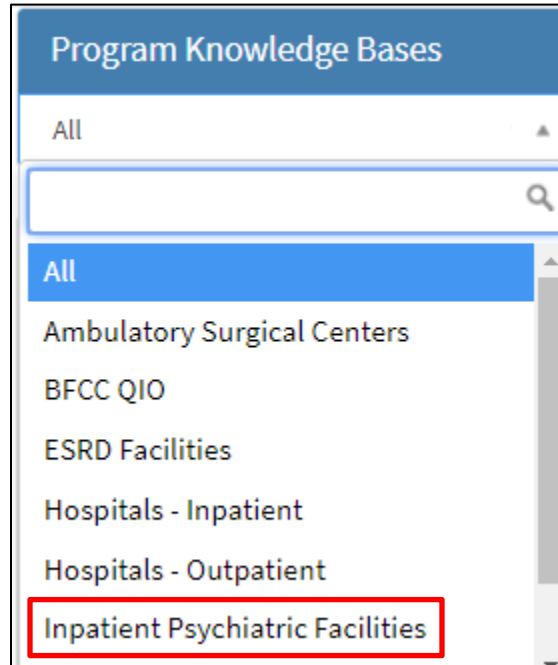 Program Knowledge Bases
All
All
Ambulatory Surgical Centers
BFCC QIO
ESRD Facilities
Hospitals - Inpatient
Hospitals - Outpatient
Inpatient Psychiatric Facilities